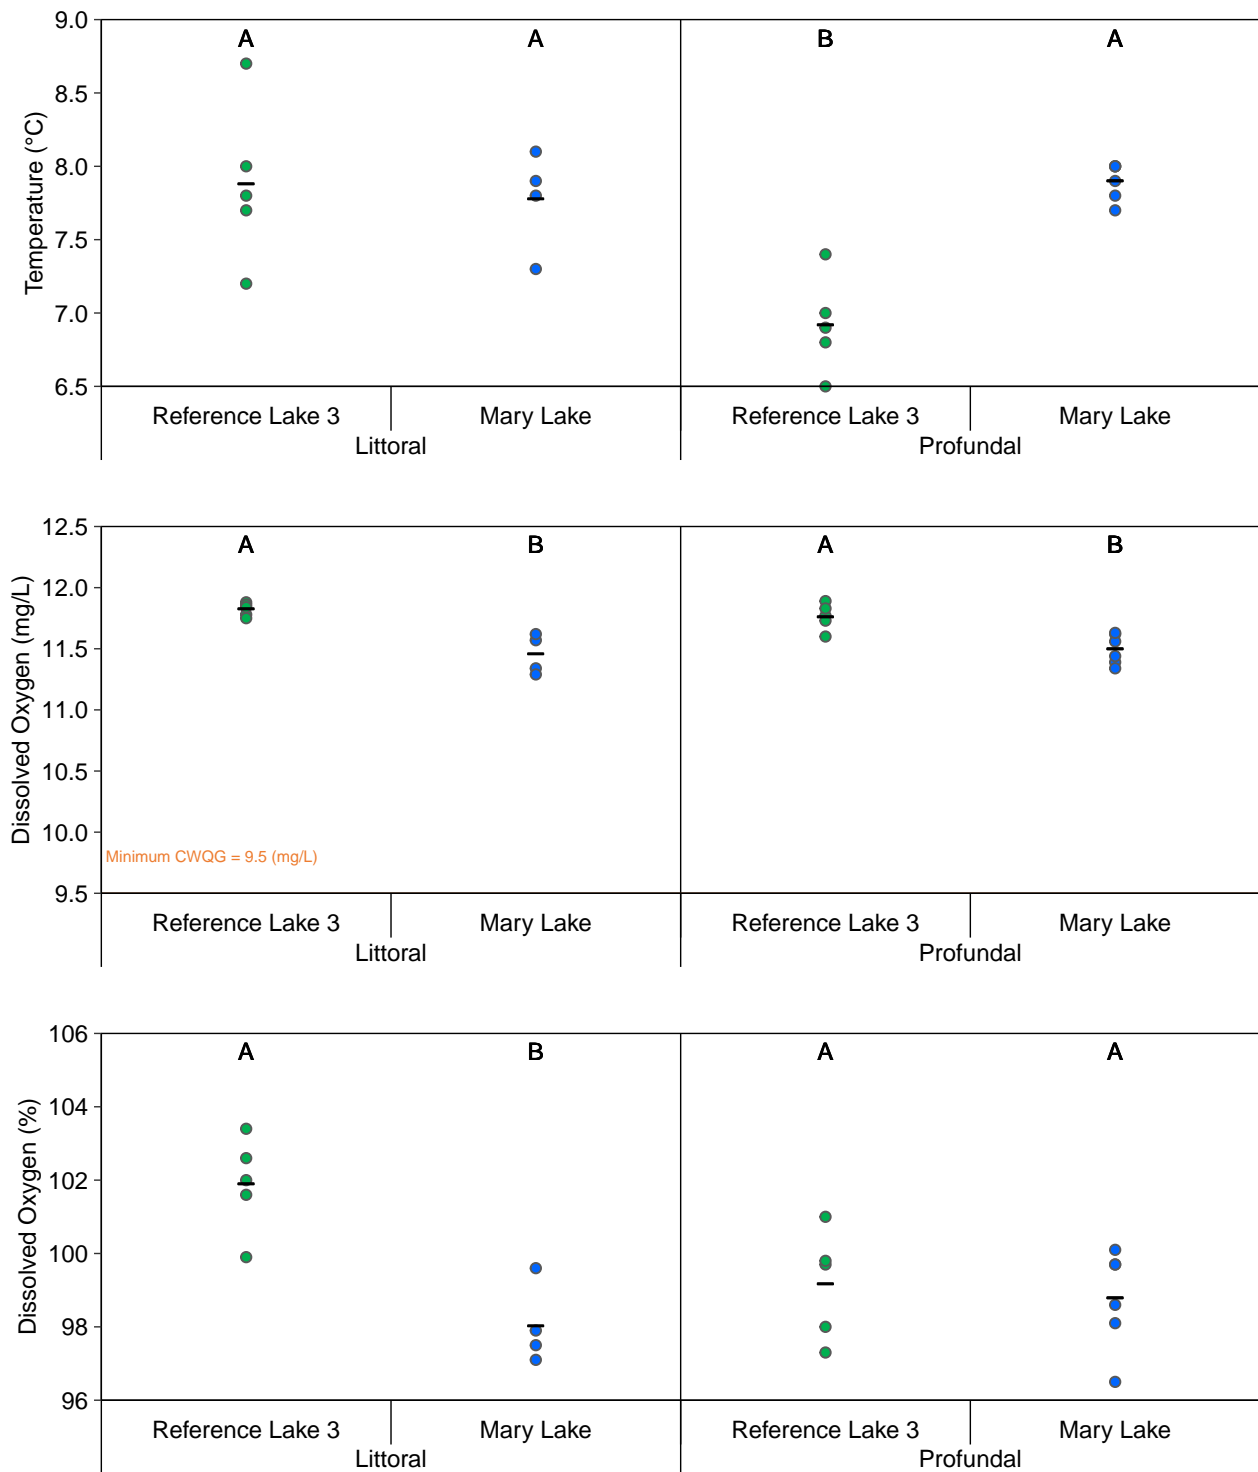 Temperature (°C)
9.0
8.5
8.0
7.5
7.0
6.5
A
A
B
A
Reference Lake 3
Mary Lake
Reference Lake 3
Mary Lake
Littoral
Profundal
Dissolved Oxygen (mg/L)
12.5
12.0
11.5
11.0
10.5
10.0
9.5
A
B
A
B
Minimum CWQG = 9.5 (mg/L)
Reference Lake 3
Mary Lake
Reference Lake 3
Mary Lake
Littoral
Profundal
Dissolved Oxygen (%)
106
104
102
100
98
96
A
B
A
A
Reference Lake 3
Mary Lake
Reference Lake 3
Mary Lake
Littoral
Profundal